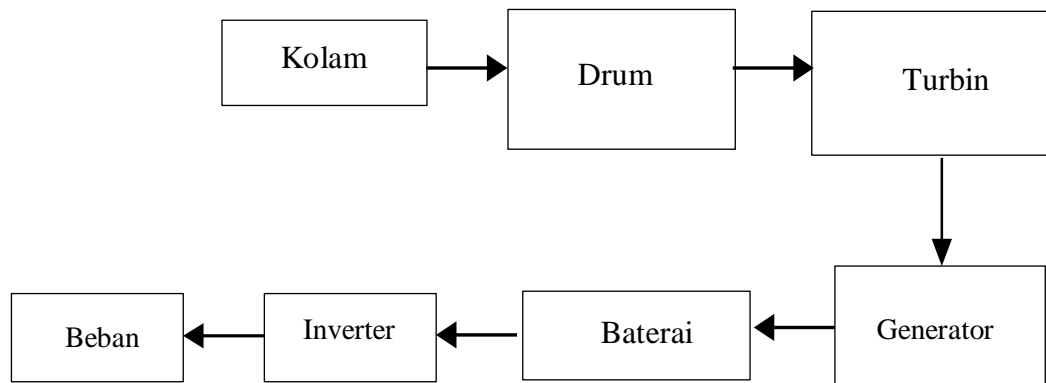 Kolam
Drum
Turbin
Generator
Baterai
Inverter
Beban